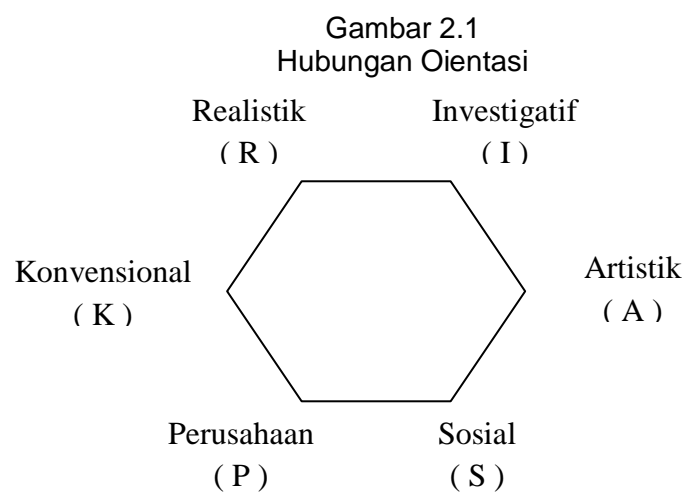 Gambar 2.1
Hubungan Oientasi
Realistik
( R )
Investigatif
( I )
Konvensional
( K )
Artistik
( A )
Perusahaan
( P )
Sosial
( S )